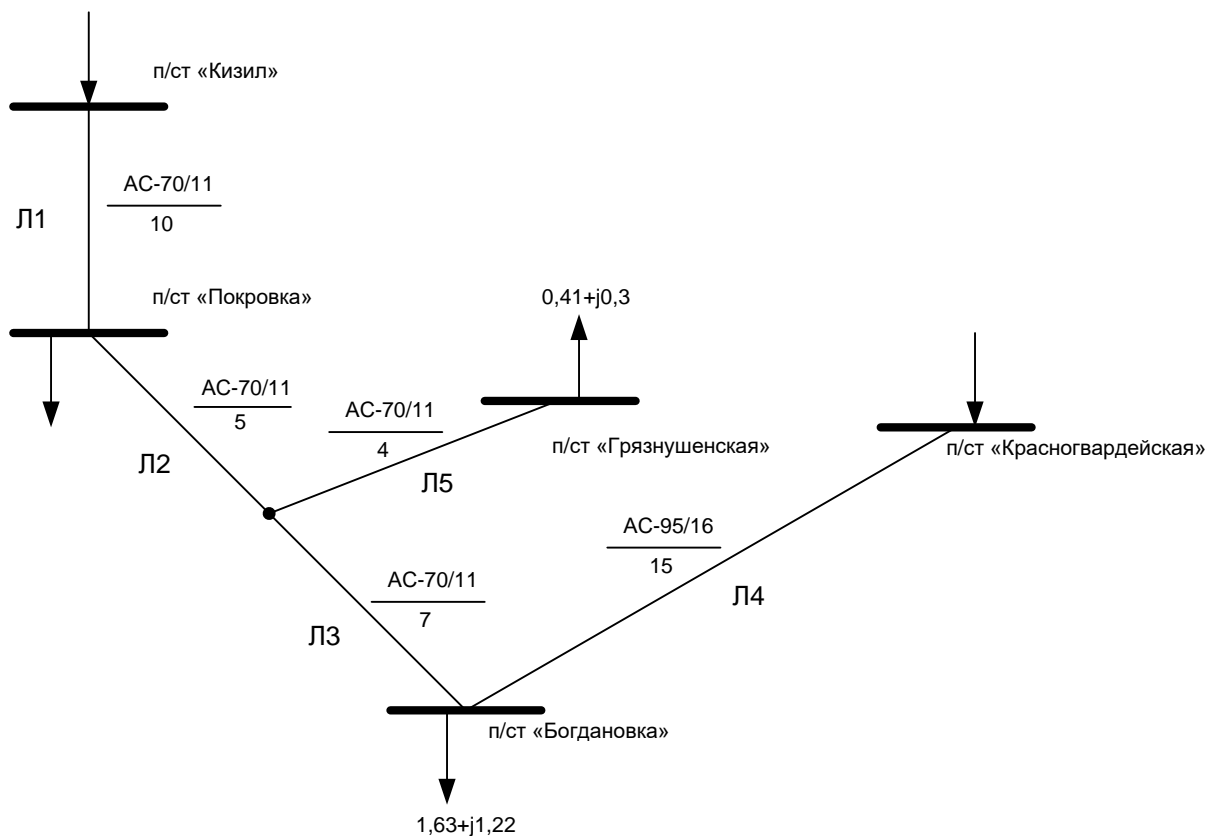 п/ст «Кизил»
АС-70/11
10
Л1
п/ст «Покровка»
0,41+j0,3
АС-70/11
5
АС-70/11
4
п/ст «Грязнушенская»
п/ст «Красногвардейская»
Л2
Л5
АС-95/16
15
АС-70/11
7
Л4
Л3
п/ст «Богдановка»
1,63+j1,22